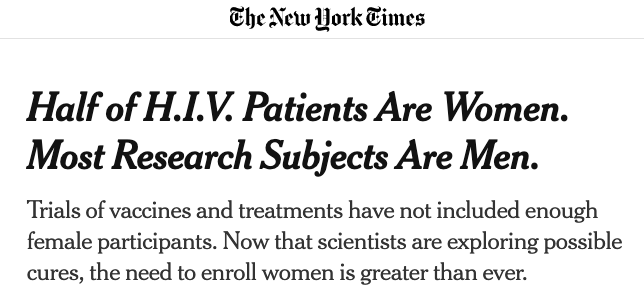 The New York Times
Half of H.I.V. Patients Are Women.
Most Research Subjects Are Men.
Trials of vaccines and treatments have not included enough
female participants. Now that scientists are exploring possible
cures, the need to enroll women is greater than ever.